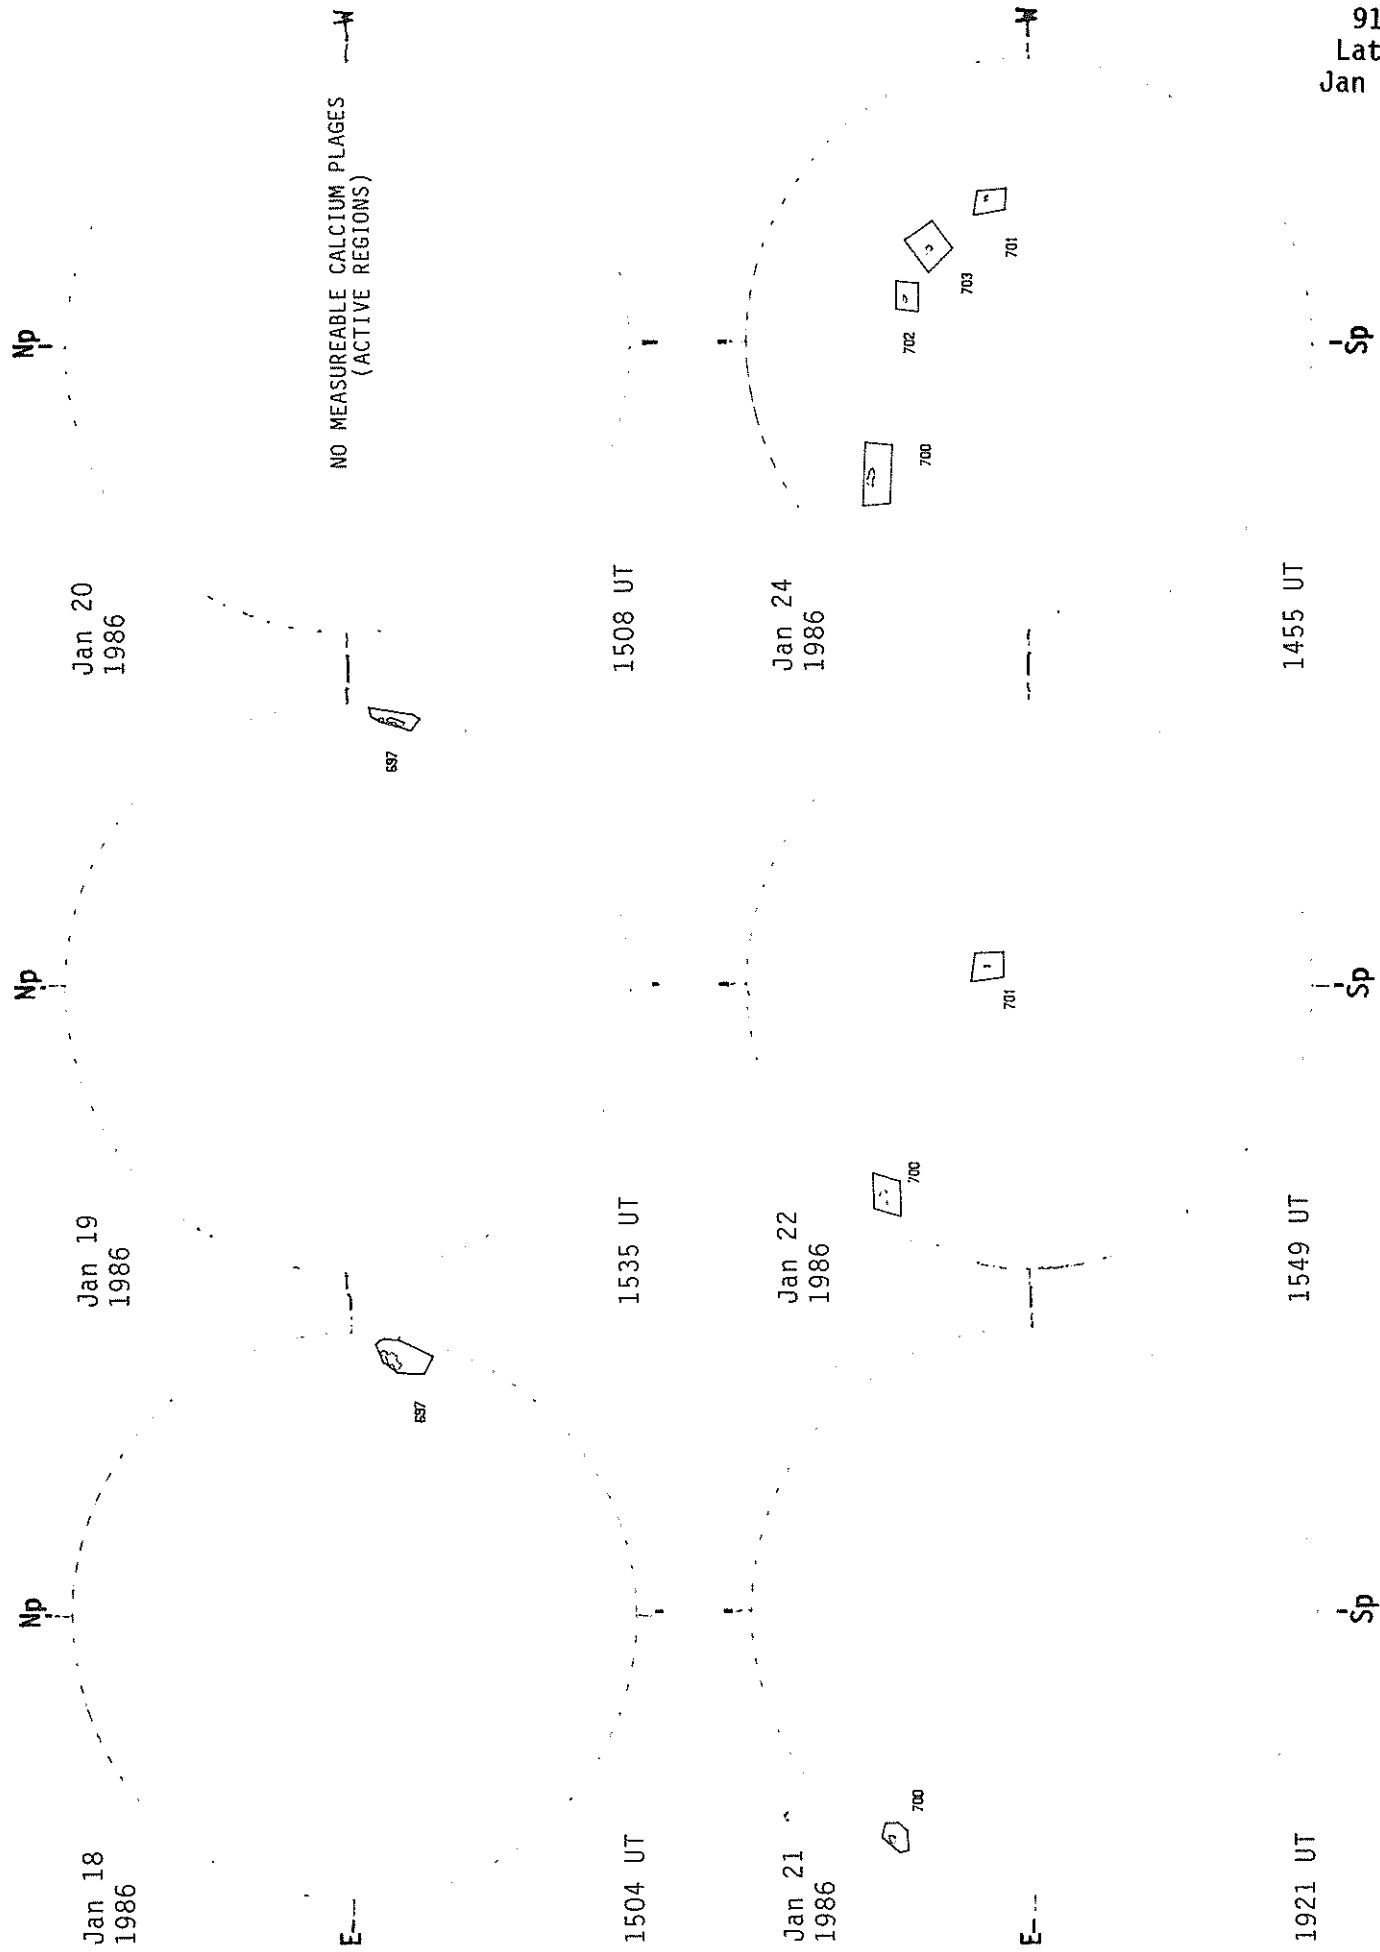 91
Lat
Jan
Np
Np
Np
Jan 18
1986
Jan 19
1986
Jan 20
1986
NO MEASUREABLE CALCIUM PLAGES
(ACTIVE REGIONS)
E
W
697
697
1504 UT
1535 UT
1508 UT
Jan 21
1986
Jan 22
1986
Jan 24
1986
700
700
701
700
702
703
701
E
W
1921 UT
1549 UT
1455 UT
Sp
Sp
Sp